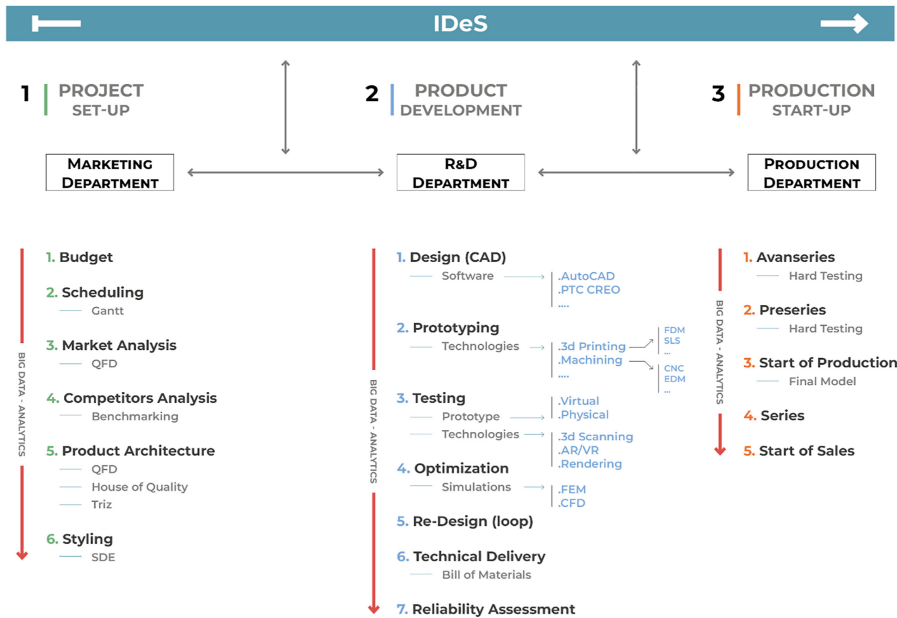 IDeS
1 PROJECT
SET-UP
2 PRODUCT
DEVELOPMENT
3 PRODUCTION
START-UP
MARKETING
DEPARTMENT
R&D
DEPARTMENT
PRODUCTION
DEPARTMENT
BIG DATA - ANALYTICS
1. Budget
2. Scheduling
Gantt
3. Market Analysis
QFD
4. Competitors Analysis
Benchmarking
5. Product Architecture
QFD
House of Quality
Triz
6. Styling
SDE
BIG DATA - ANALYTICS
1. Design (CAD)
Software
.AutoCAD
.PTC CREO
....
2. Prototyping
Technologies
.3d Printing
.Machining
....
FDM
SLS
...
CNC
EDM
...
3. Testing
Prototype
.Virtual
.Physical
Technologies
.3d Scanning
.AR/VR
.Rendering
4. Optimization
Simulations
.FEM
.CFD
5. Re-Design (loop)
6. Technical Delivery
Bill of Materials
7. Reliability Assessment
BIG DATA - ANALYTICS
1. Avanseries
Hard Testing
2. Preseries
Hard Testing
3. Start of Production
Final Model
4. Series
5. Start of Sales